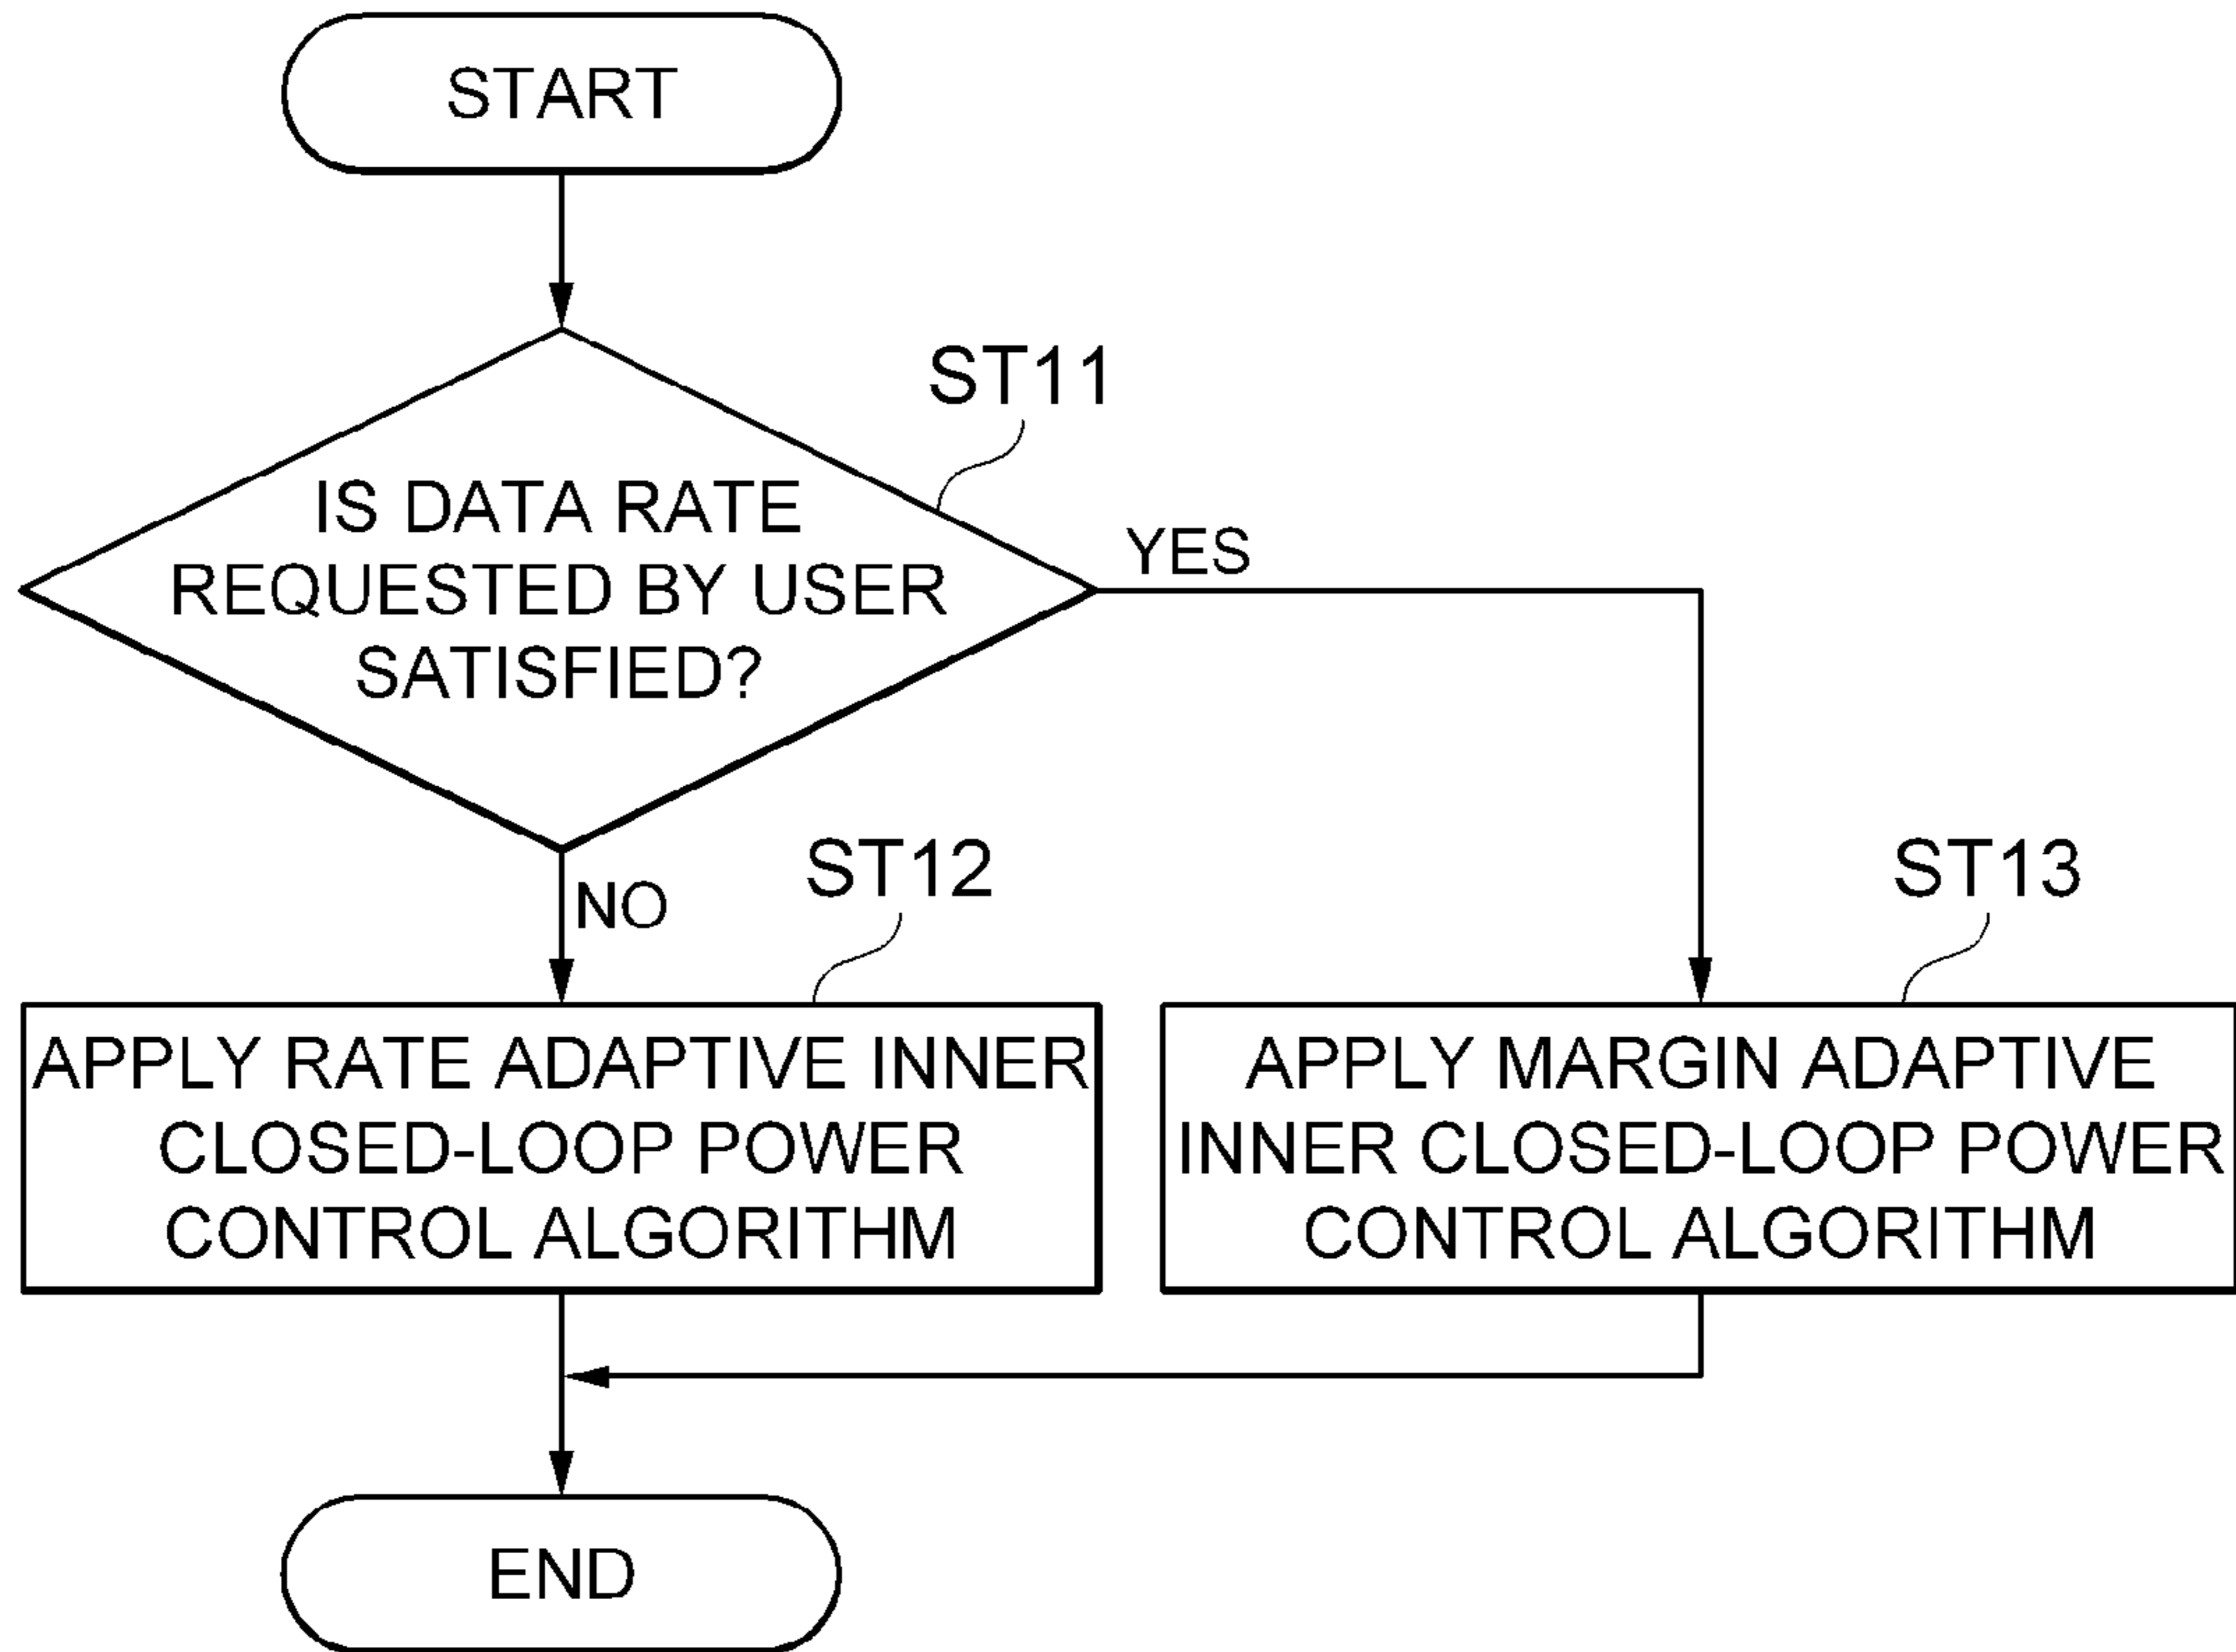 START
ST11
IS DATA RATE
REQUESTED BY USER
SATISFIED?
YES
NO
ST12
APPLY RATE ADAPTIVE INNER
CLOSED-LOOP POWER
CONTROL ALGORITHM
ST13
APPLY MARGIN ADAPTIVE
INNER CLOSED-LOOP POWER
CONTROL ALGORITHM
END